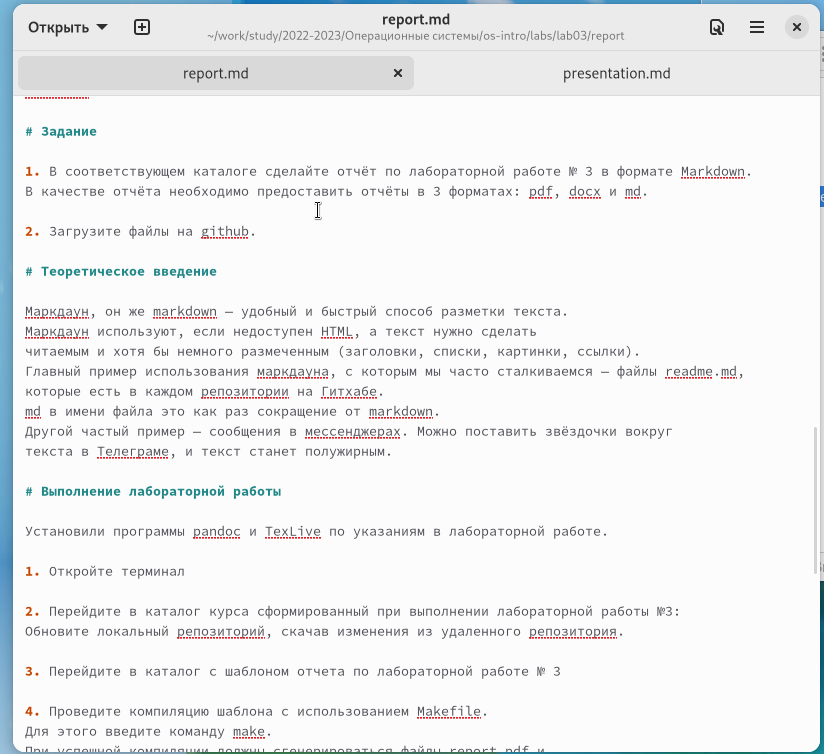 Открыть
report.md
~/work/study/2022-2023/Операционные системы/os-intro/labs/lab03/report
report.md
presentation.md
# Задание
1. В соответствующем каталоге сделайте отчёт по лабораторной работе № 3 в формате Markdown.
В качестве отчёта необходимо предоставить отчёты в 3 форматах: pdf, docx и md.
2. Загрузите файлы на github.
# Теоретическое введение
Маркдаун, он же markdown — удобный и быстрый способ разметки текста.
Маркдаун используют, если недоступен HTML, а текст нужно сделать
читаемым и хотя бы немного размеченным (заголовки, списки, картинки, ссылки).
Главный пример использования маркдауна, с которым мы часто сталкиваемся — файлы readme.md,
которые есть в каждом репозитории на Гитхабе.
md в имени файла это как раз сокращение от markdown.
Другой частый пример — сообщения в мессенджерах. Можно поставить звёздочки вокруг
текста в Телеграме, и текст станет полужирным.
# Выполнение лабораторной работы
Установили программы pandoc и TexLive по указаниям в лабораторной работе.
1. Откройте терминал
2. Перейдите в каталог курса сформированный при выполнении лабораторной работы №3:
Обновите локальный репозиторий, скачав изменения из удаленного репозитория.
3. Перейдите в каталог с шаблоном отчета по лабораторной работе № 3
4. Проведите компиляцию шаблона с использованием Makefile.
Для этого введите команду make.
При успешной компиляции должны сгенерироваться файлы report.pdf и